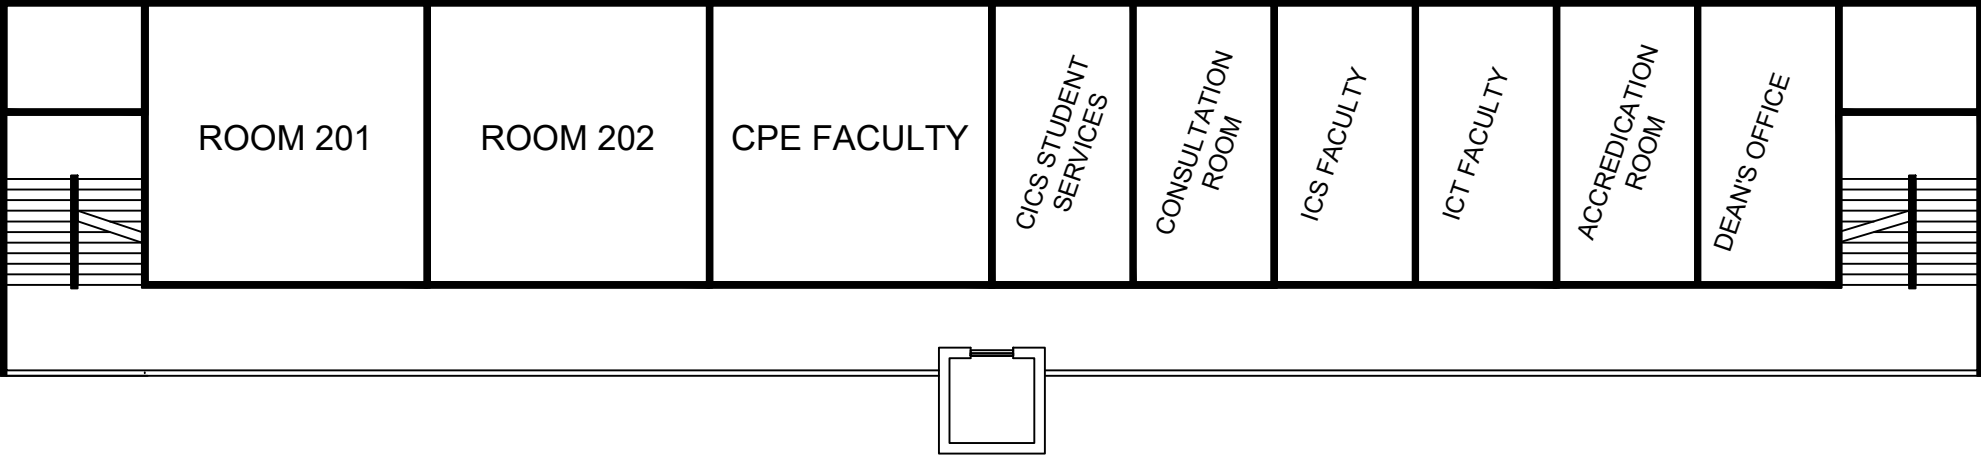 ROOM 201
ROOM 202
CPE FACULTY
CICS STUDENT
SERVICES
CONSULTATION
ROOM
ICS FACULTY
ICT FACULTY
ACCREDICATION
ROOM
DEAN'S OFFICE